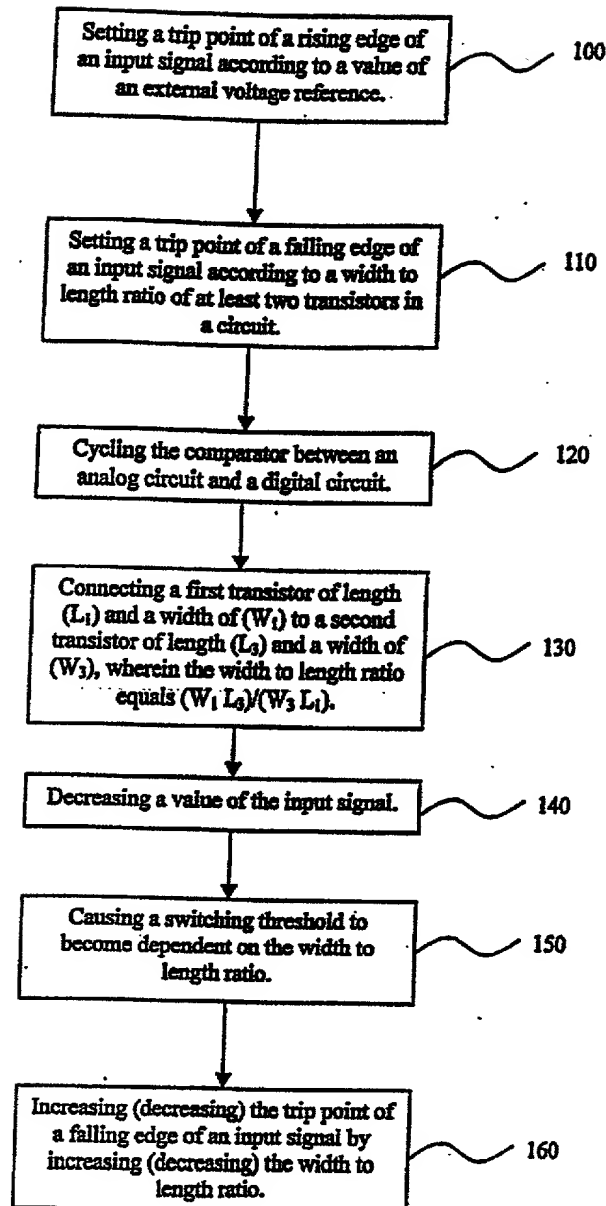 Setting a trip point of a rising edge of
an input signal according to a value of
an external voltage reference.
100
Setting a trip point of a falling edge of
an input signal according to a width to
length ratio of at least two transistors in
a circuit.
110
Cycling the comparator between an
analog circuit and a digital circuit.
120
Connecting a first transistor of length
(L₁) and a width of (W₁) to a second
transistor of length (L₃) and a width of
(W₃), wherein the width to length ratio
equals (W₁ L₃)/(W₃ L₁).
130
Decreasing a value of the input signal.
140
Causing a switching threshold to
become dependent on the width to
length ratio.
150
Increasing (decreasing) the trip point of
a falling edge of an input signal by
increasing (decreasing) the width to
length ratio.
160